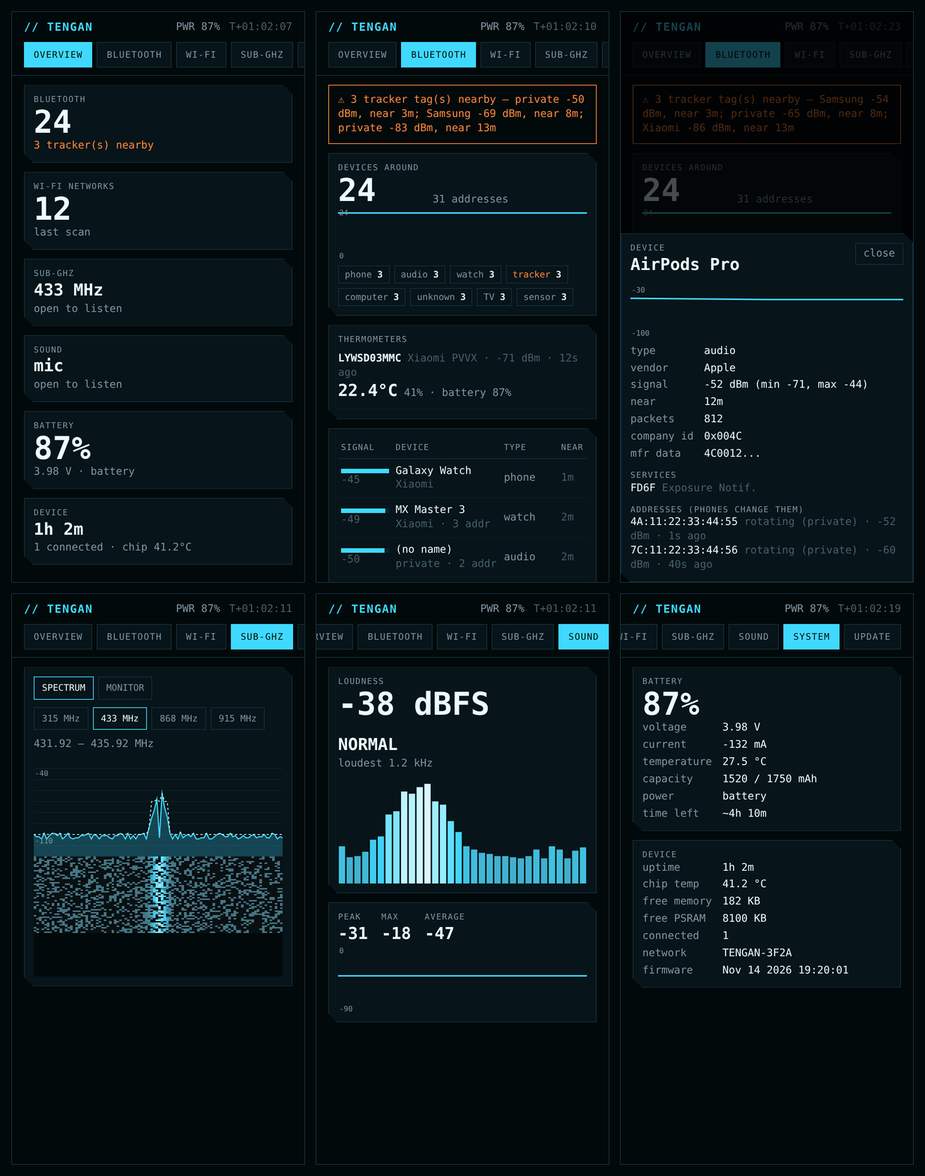 // TENGAN PWR 87% T+01:02:07
OVERVIEW BLUETOOTH WI-FI SUB-GHZ
BLUETOOTH
24
3 tracker(s) nearby
WI-FI NETWORKS
12
last scan
SUB-GHZ
433 MHz
open to listen
SOUND
mic
open to listen
BATTERY
87%
3.98 V · battery
DEVICE
1h 2m
1 connected · chip 41.2°C
// TENGAN PWR 87% T+01:02:10
OVERVIEW BLUETOOTH WI-FI SUB-GHZ
⚠ 3 tracker tag(s) nearby — private -50
dBm, near 3m; Samsung -69 dBm, near 8m;
private -83 dBm, near 13m
DEVICES AROUND
24 31 addresses
24
0
phone 3 audio 3 watch 3 tracker 3
computer 3 unknown 3 TV 3 sensor 3
THERMOMETERS
LYWSD03MMC Xiaomi PVVX · -71 dBm · 12s
ago
22.4°C 41% · battery 87%
SIGNAL DEVICE TYPE NEAR
-45 Galaxy Watch phone 1m
Xiaomi
-49 MX Master 3 watch 2m
Xiaomi · 3 addr
-50 (no name) audio 2m
private · 2 addr
// TENGAN PWR 87% T+01:02:23
OVERVIEW BLUETOOTH WI-FI SUB-GHZ
⚠ 3 tracker tag(s) nearby — Samsung -54
dBm, near 3m; private -65 dBm, near 8m;
Xiaomi -86 dBm, near 13m
DEVICES AROUND
24 31 addresses
24
DEVICE close
AirPods Pro
-30
-100
type audio
vendor Apple
signal -52 dBm (min -71, max -44)
near 12m
packets 812
company id 0x004C
mfr data 4C0012...
SERVICES
FD6F Exposure Notif.
ADDRESSES (PHONES CHANGE THEM)
4A:11:22:33:44:55 rotating (private) · -52
dBm · 1s ago
7C:11:22:33:44:56 rotating (private) · -60
dBm · 40s ago
// TENGAN PWR 87% T+01:02:11
OVERVIEW BLUETOOTH WI-FI SUB-GHZ
SPECTRUM MONITOR
315 MHz 433 MHz 868 MHz 915 MHz
431.92 — 435.92 MHz
-40
-110
// TENGAN PWR 87% T+01:02:11
RVIEW BLUETOOTH WI-FI SUB-GHZ SOUND
LOUDNESS
-38 dBFS
NORMAL
loudest 1.2 kHz
PEAK MAX AVERAGE
-31 -18 -47
0
-90
// TENGAN PWR 87% T+01:02:19
WI-FI SUB-GHZ SOUND SYSTEM UPDATE
BATTERY
87%
voltage 3.98 V
current -132 mA
temperature 27.5 °C
capacity 1520 / 1750 mAh
power battery
time left ~4h 10m
DEVICE
uptime 1h 2m
chip temp 41.2 °C
free memory 182 KB
free PSRAM 8100 KB
connected 1
network TENGAN-3F2A
firmware Nov 14 2026 19:20:01